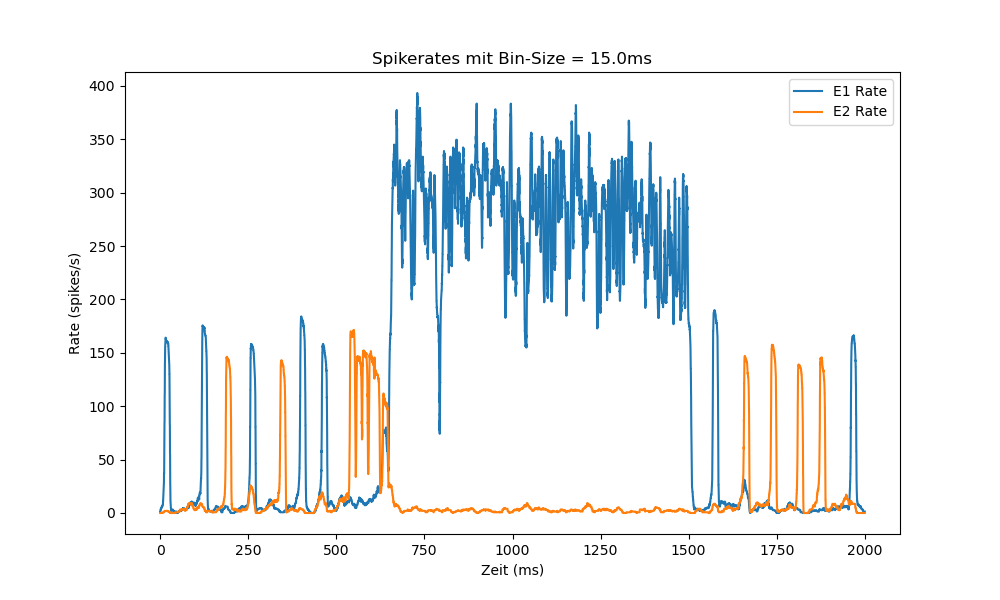 Spikerates mit Bin-Size = 15.0ms
E1 Rate
E2 Rate
Rate (spikes/s)
400
350
300
250
200
150
100
50
0
0 250 500 750 1000 1250 1500 1750 2000
Zeit (ms)